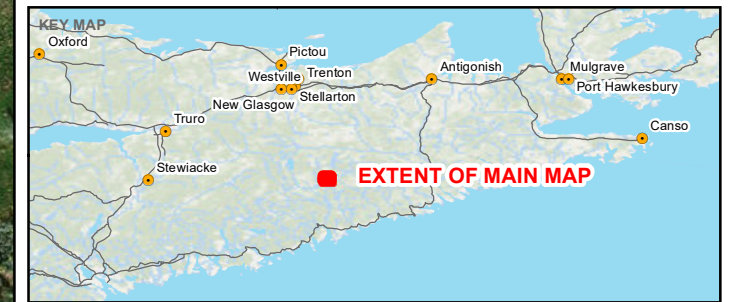 KEY MAP
Oxford
Pictou
Westville
Trenton
Antigonish
Mulgrave
New Glasgow
Stellarton
Port Hawkesbury
Truro
Canso
Stewiacke
EXTENT OF MAIN MAP